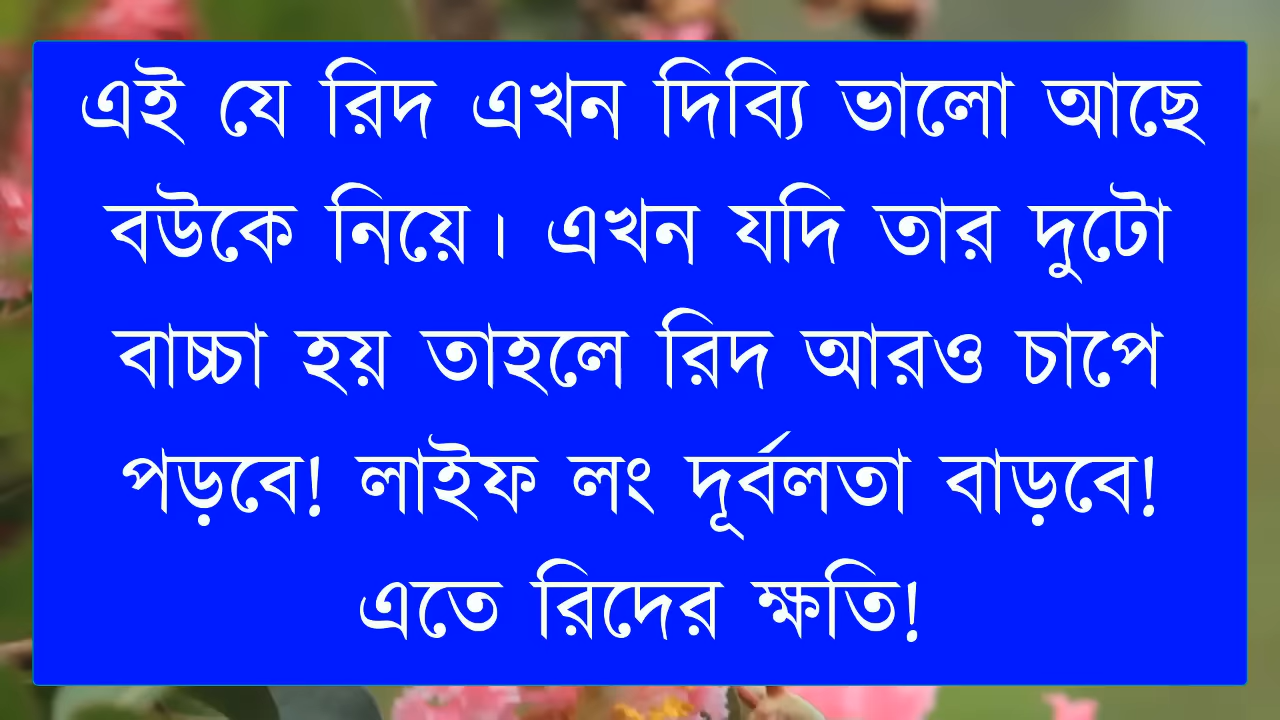 এই যে রিদ এখন দিব্যি ভালো আছে
বউকে নিয়ে। এখন যদি তার দুটো
বাচ্চা হয় তাহলে রিদ আরও চাপে
পড়বে! লাইফ লং দূর্বলতা বাড়বে!
এতে রিদের ক্ষতি!